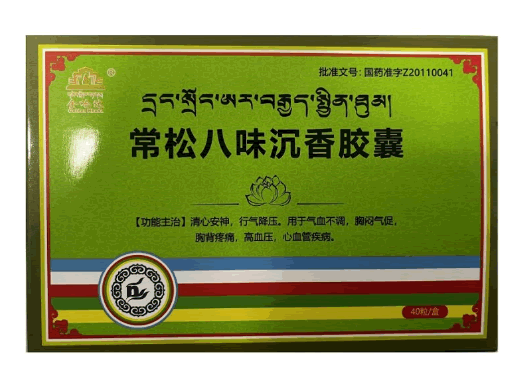 批准文号：国药准字Z20110041
དྲང་སྲོང་ཨར་བརྒྱད་སྦྱིན་ཐུམ།
常松八味沉香胶囊
【功能主治】清心安神，行气降压。用于气血不调，胸闷气促，
胸背疼痛，高血压，心血管疾病。
40粒/盒